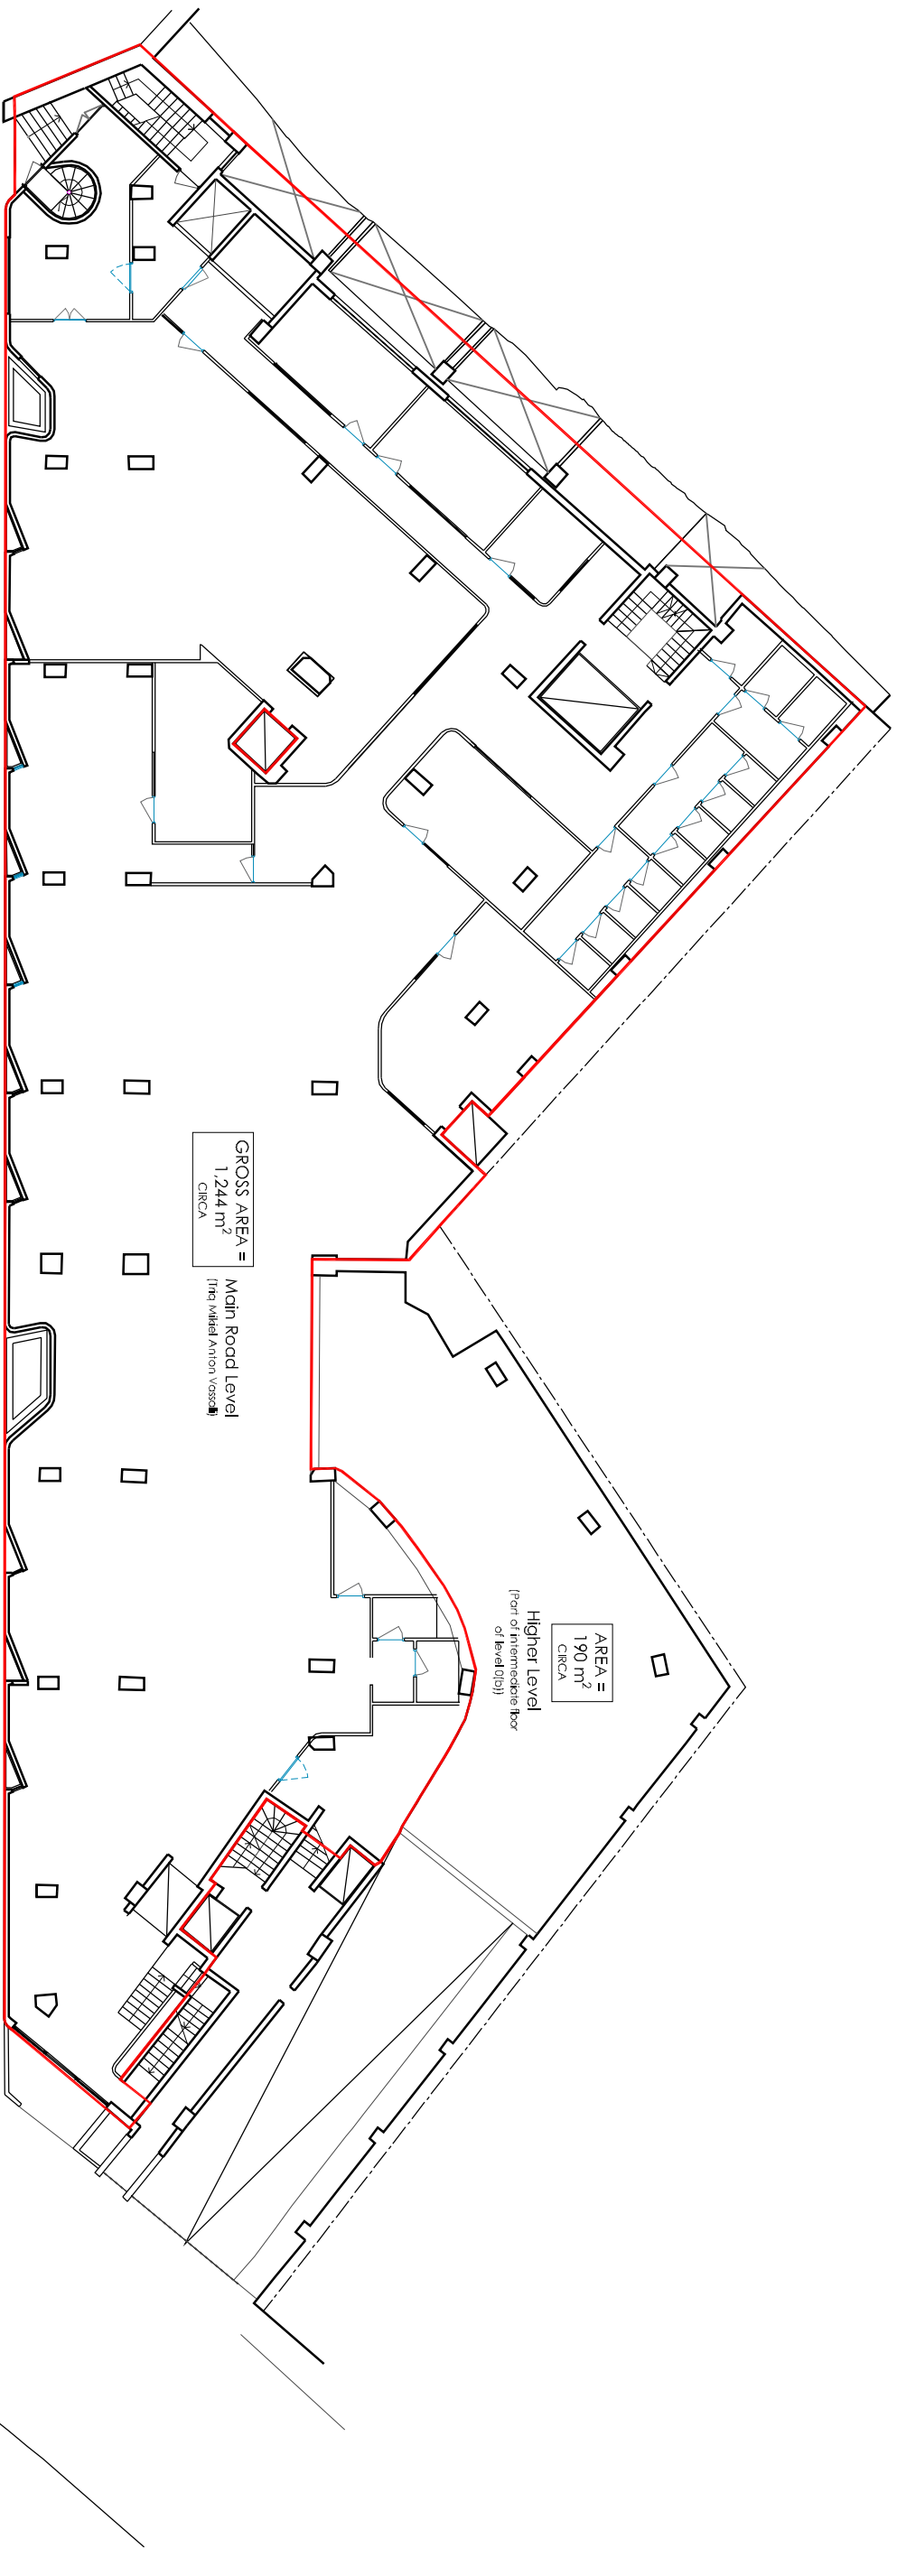 GROSS AREA =
1,244 m²
CIRCA
Main Road Level
(Triq Mikiel Anton Vassalli)
AREA =
190 m²
CIRCA
Higher Level
(Part of intermediate floor
of level 0(b))